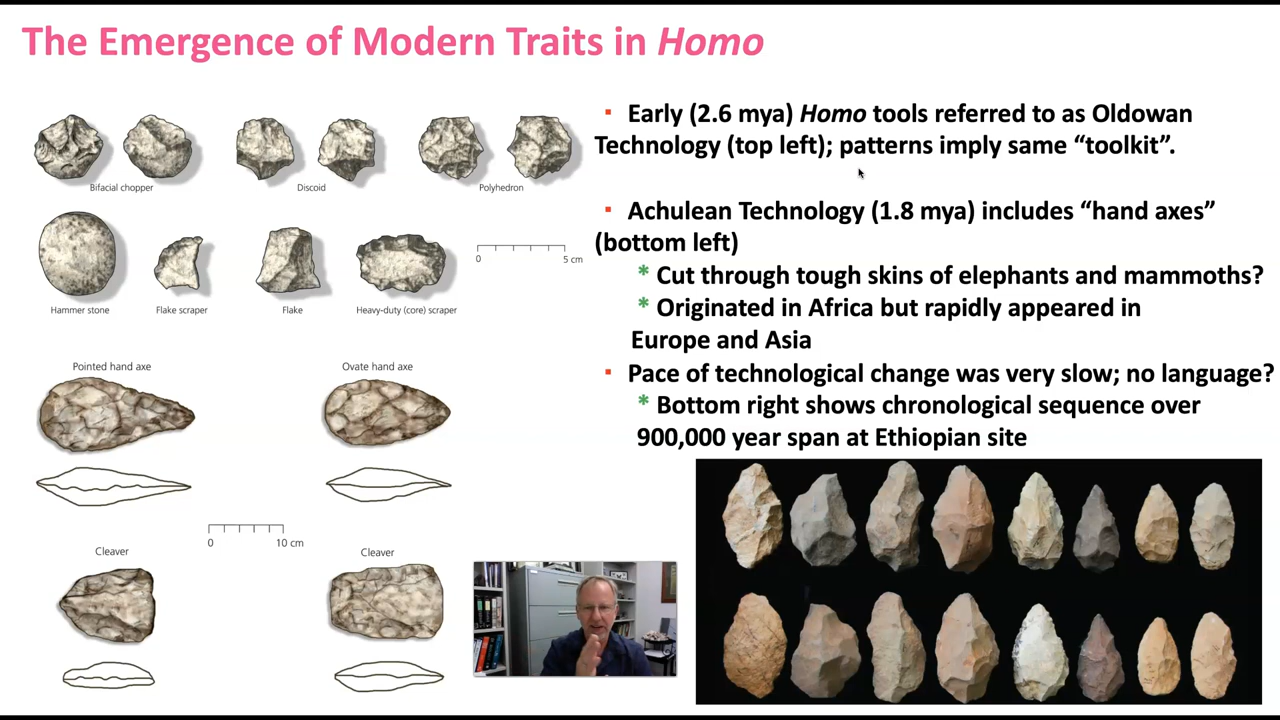 The Emergence of Modern Traits in Homo
Bifacial chopper
Discoid
Polyhedron
Hammer stone
Flake scraper
Flake
Heavy-duty (core) scraper
0
5 cm
Pointed hand axe
Ovate hand axe
0
10 cm
Cleaver
Cleaver
▪ Early (2.6 mya) Homo tools referred to as Oldowan
Technology (top left); patterns imply same “toolkit”.
▪ Achulean Technology (1.8 mya) includes “hand axes”
(bottom left)
* Cut through tough skins of elephants and mammoths?
* Originated in Africa but rapidly appeared in
Europe and Asia
▪ Pace of technological change was very slow; no language?
* Bottom right shows chronological sequence over
900,000 year span at Ethiopian site